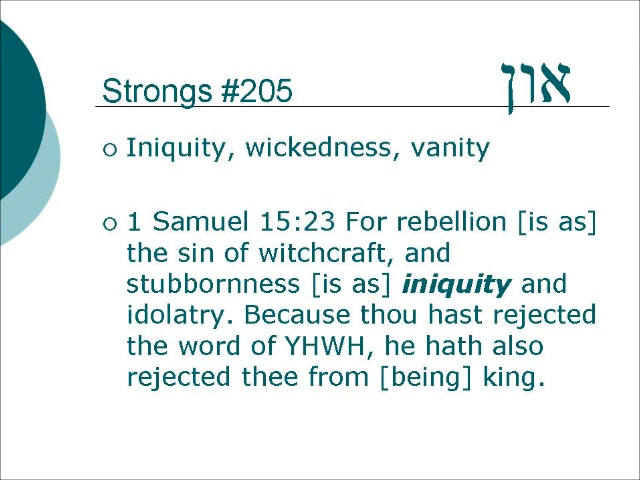 Strongs #205 און
Iniquity, wickedness, vanity
1 Samuel 15:23 For rebellion [is as]
the sin of witchcraft, and
stubbornness [is as] iniquity and
idolatry. Because thou hast rejected
the word of YHWH, he hath also
rejected thee from [being] king.